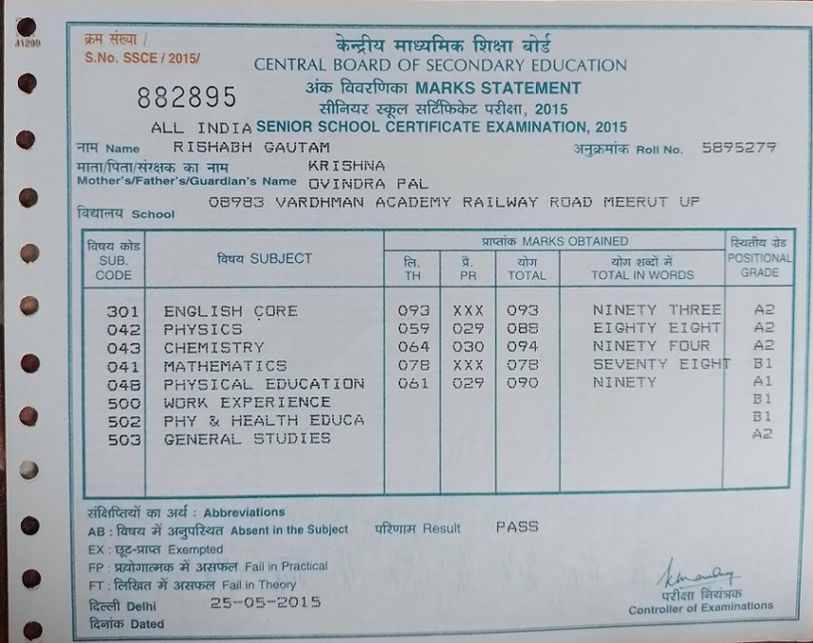 A1299
क्रम संख्या /
S.No. SSCE / 2015/
882895
केन्द्रीय माध्यमिक शिक्षा बोर्ड
CENTRAL BOARD OF SECONDARY EDUCATION
अंक विवरणिका MARKS STATEMENT
सीनियर स्कूल सर्टिफिकेट परीक्षा, 2015
ALL INDIA SENIOR SCHOOL CERTIFICATE EXAMINATION, 2015
नाम Name RISHABH GAUTAM अनुक्रमांक Roll No. 5895279
माता/पिता/संरक्षक का नाम KRISHNA
Mother's/Father's/Guardian's Name OVINDRA PAL
विद्यालय School 08983 VARDHMAN ACADEMY RAILWAY ROAD MEERUT UP
विषय कोड SUB. CODE विषय SUBJECT प्राप्तांक MARKS OBTAINED स्थितीय ग्रेड POSITIONAL GRADE
लि. TH प्रै. PR योग TOTAL योग शब्दों में TOTAL IN WORDS
301 ENGLISH CORE 093 XXX 093 NINETY THREE A2
042 PHYSICS 059 029 088 EIGHTY EIGHT A2
043 CHEMISTRY 064 030 094 NINETY FOUR A2
041 MATHEMATICS 078 XXX 078 SEVENTY EIGHT B1
048 PHYSICAL EDUCATION 061 029 090 NINETY A1
500 WORK EXPERIENCE B1
502 PHY & HEALTH EDUCA B1
503 GENERAL STUDIES A2
संक्षिप्तियों का अर्थ : Abbreviations
AB : विषय में अनुपस्थित Absent in the Subject परिणाम Result PASS
EX : छूट-प्राप्त Exempted
FP : प्रयोगात्मक में असफल Fail in Practical
FT : लिखित में असफल Fail in Theory
दिल्ली Delhi 25-05-2015
दिनांक Dated
परीक्षा नियंत्रक
Controller of Examinations